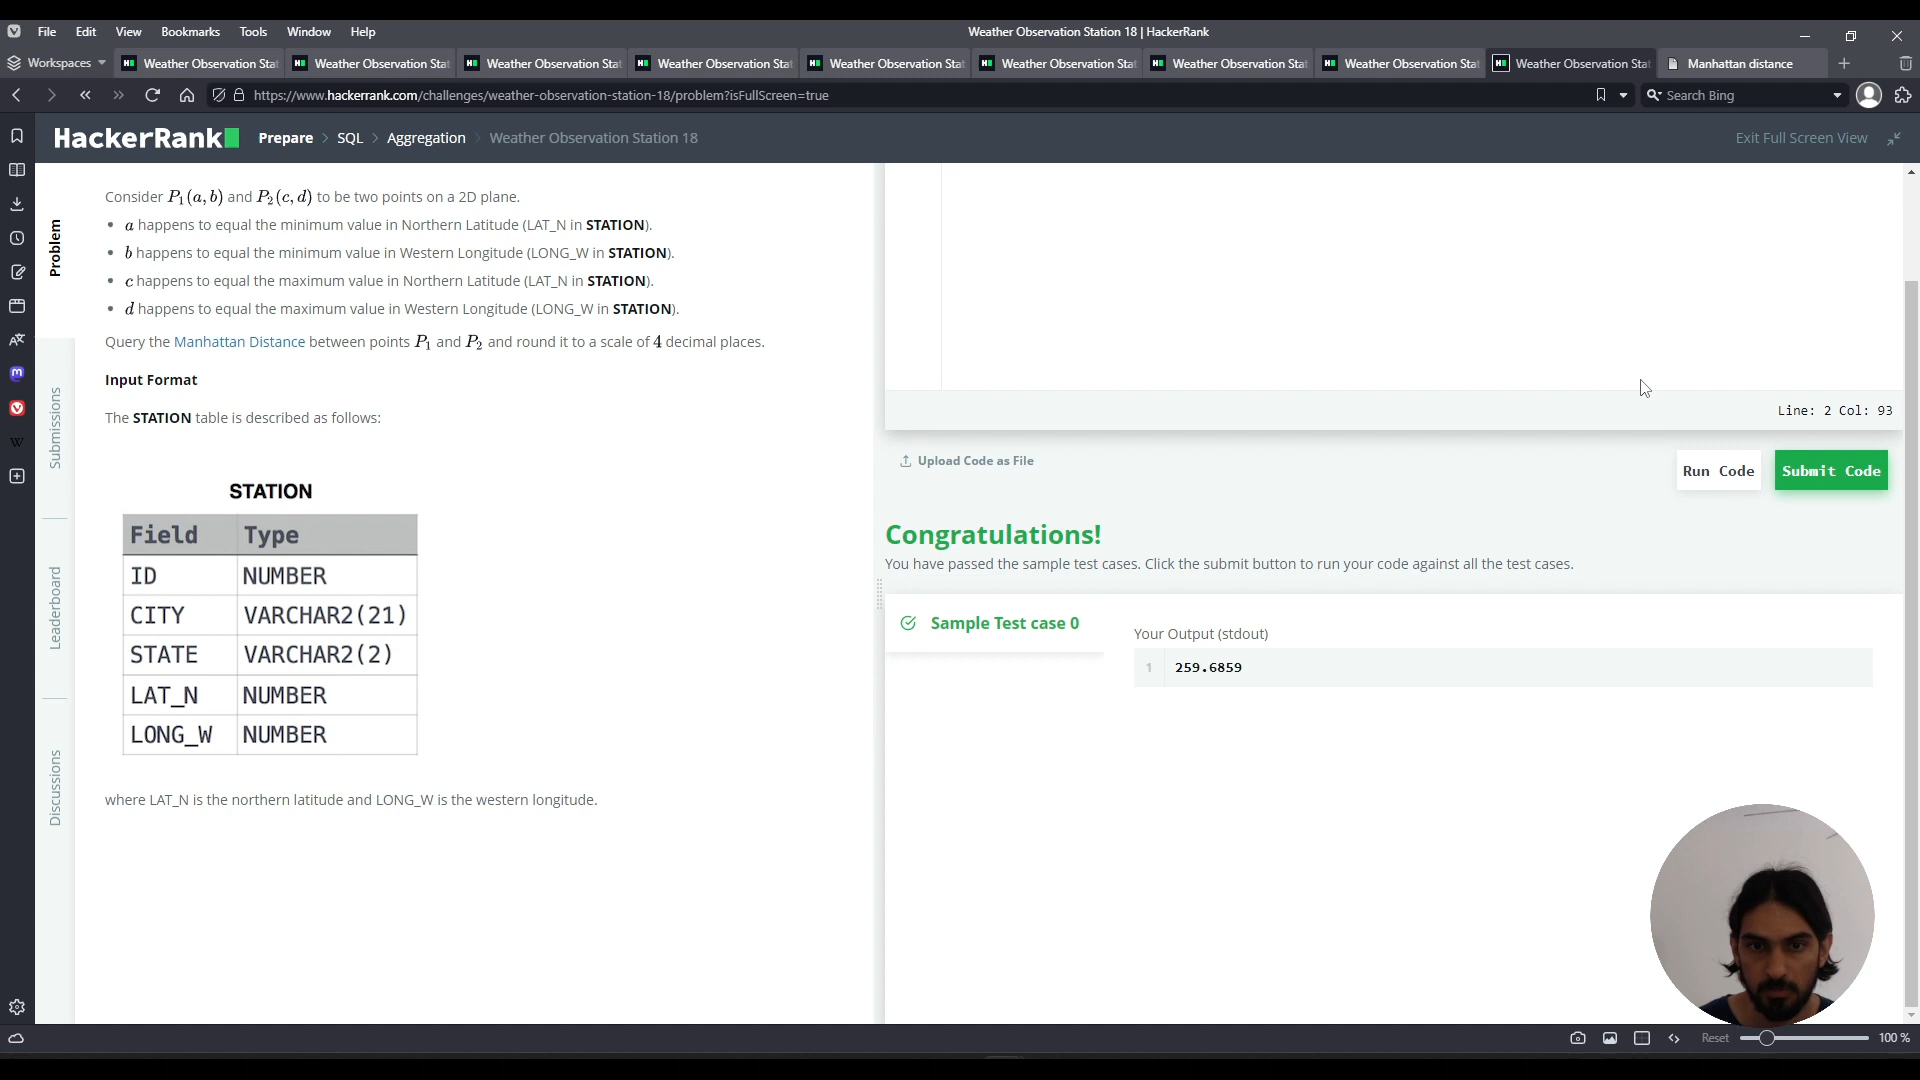 File Edit View Bookmarks Tools Window Help
Weather Observation Station 18 | HackerRank
Workspaces
Weather Observation Stat
Weather Observation Stat
Weather Observation Stat
Weather Observation Stat
Weather Observation Stat
Weather Observation Stat
Weather Observation Stat
Weather Observation Stat
Weather Observation Stat
Manhattan distance
https://www.hackerrank.com/challenges/weather-observation-station-18/problem?isFullScreen=true
Search Bing
HackerRank
Prepare > SQL > Aggregation > Weather Observation Station 18
Exit Full Screen View
Problem
Submissions
Leaderboard
Discussions
Consider P₁(a, b) and P₂(c, d) to be two points on a 2D plane.
• a happens to equal the minimum value in Northern Latitude (LAT_N in STATION).
• b happens to equal the minimum value in Western Longitude (LONG_W in STATION).
• c happens to equal the maximum value in Northern Latitude (LAT_N in STATION).
• d happens to equal the maximum value in Western Longitude (LONG_W in STATION).
Query the Manhattan Distance between points P₁ and P₂ and round it to a scale of 4 decimal places.
Input Format
The STATION table is described as follows:
STATION
Field Type
ID NUMBER
CITY VARCHAR2(21)
STATE VARCHAR2(2)
LAT_N NUMBER
LONG_W NUMBER
where LAT_N is the northern latitude and LONG_W is the western longitude.
Line: 2 Col: 93
Upload Code as File
Run Code
Submit Code
Congratulations!
You have passed the sample test cases. Click the submit button to run your code against all the test cases.
Sample Test case 0
Your Output (stdout)
1 259.6859
Reset
100 %